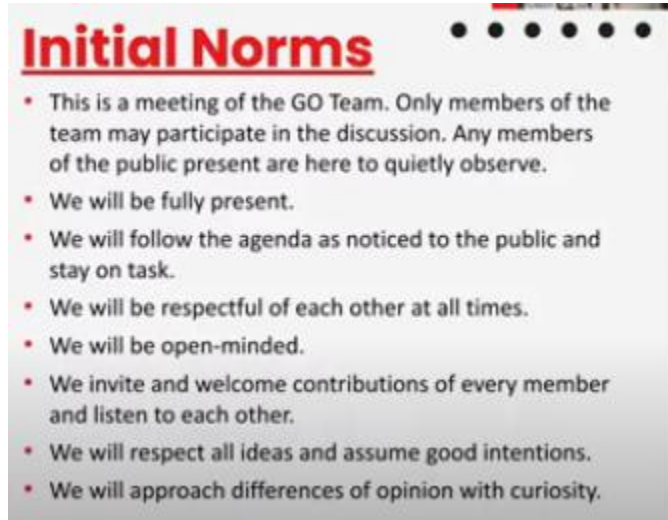 Initial Norms
• This is a meeting of the GO Team. Only members of the
team may participate in the discussion. Any members
of the public present are here to quietly observe.
• We will be fully present.
• We will follow the agenda as noticed to the public and
stay on task.
• We will be respectful of each other at all times.
• We will be open-minded.
• We invite and welcome contributions of every member
and listen to each other.
• We will respect all ideas and assume good intentions.
• We will approach differences of opinion with curiosity.